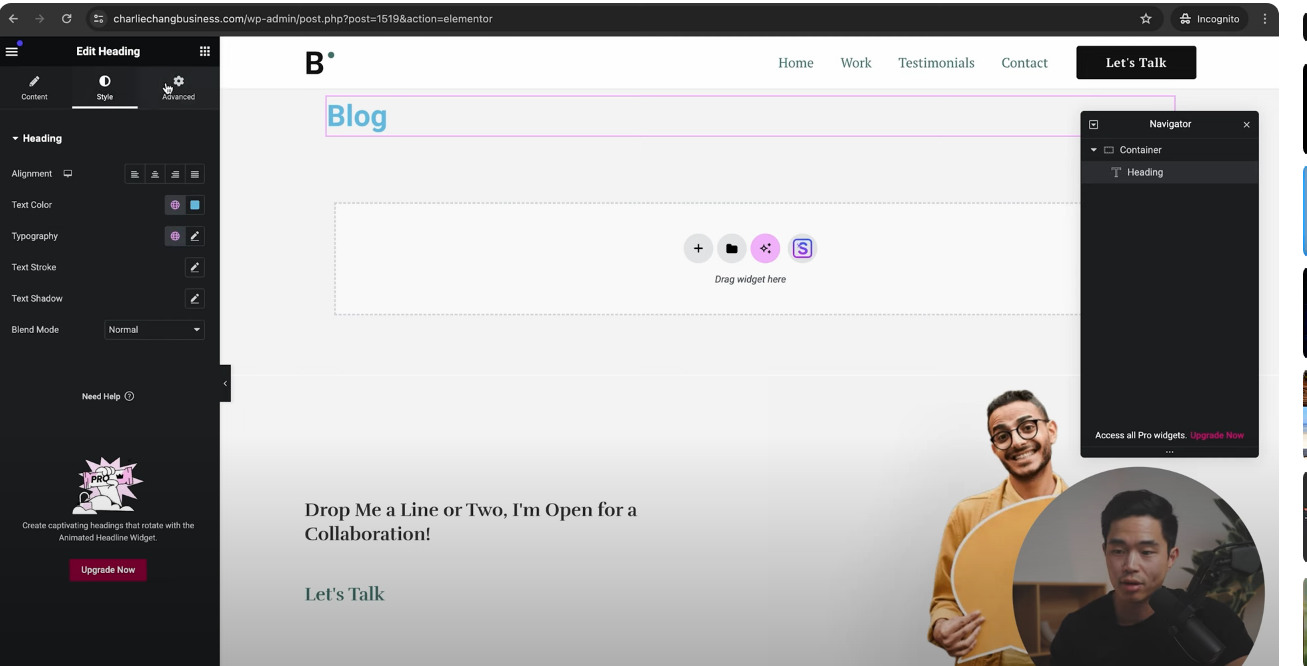 charliechangbusiness.com/wp-admin/post.php?post=1519&action=elementor
Incognito
Edit Heading
Content
Style
Advanced
Heading
Alignment
Text Color
Typography
Text Stroke
Text Shadow
Blend Mode
Normal
Need Help
PRO
Create captivating headings that rotate with the
Animated Headline Widget.
Upgrade Now
B
Home
Work
Testimonials
Contact
Let's Talk
Blog
S
Drag widget here
Navigator
Container
Heading
Access all Pro widgets. Upgrade Now
Drop Me a Line or Two, I'm Open for a
Collaboration!
Let's Talk